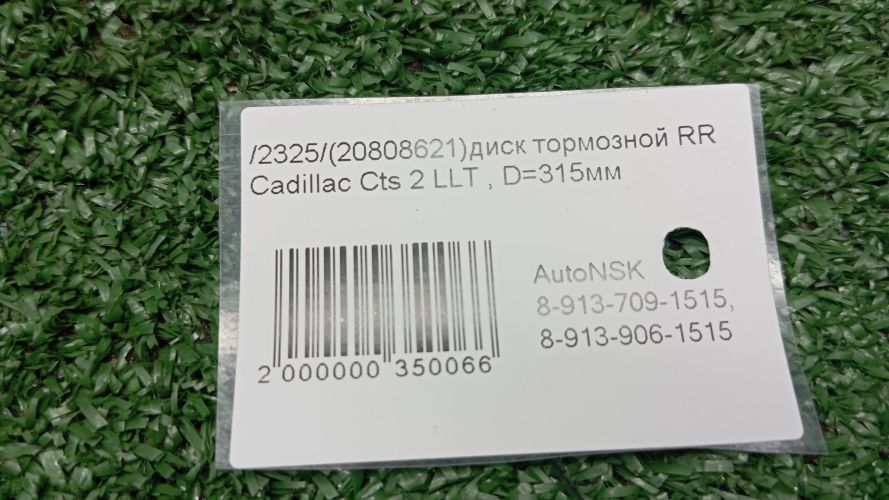 /2325/(20808621)диск тормозной RR
Cadillac Cts 2 LLT , D=315мм
AutoNSK
8-913-709-1515,
8-913-906-1515
2 000000 350066